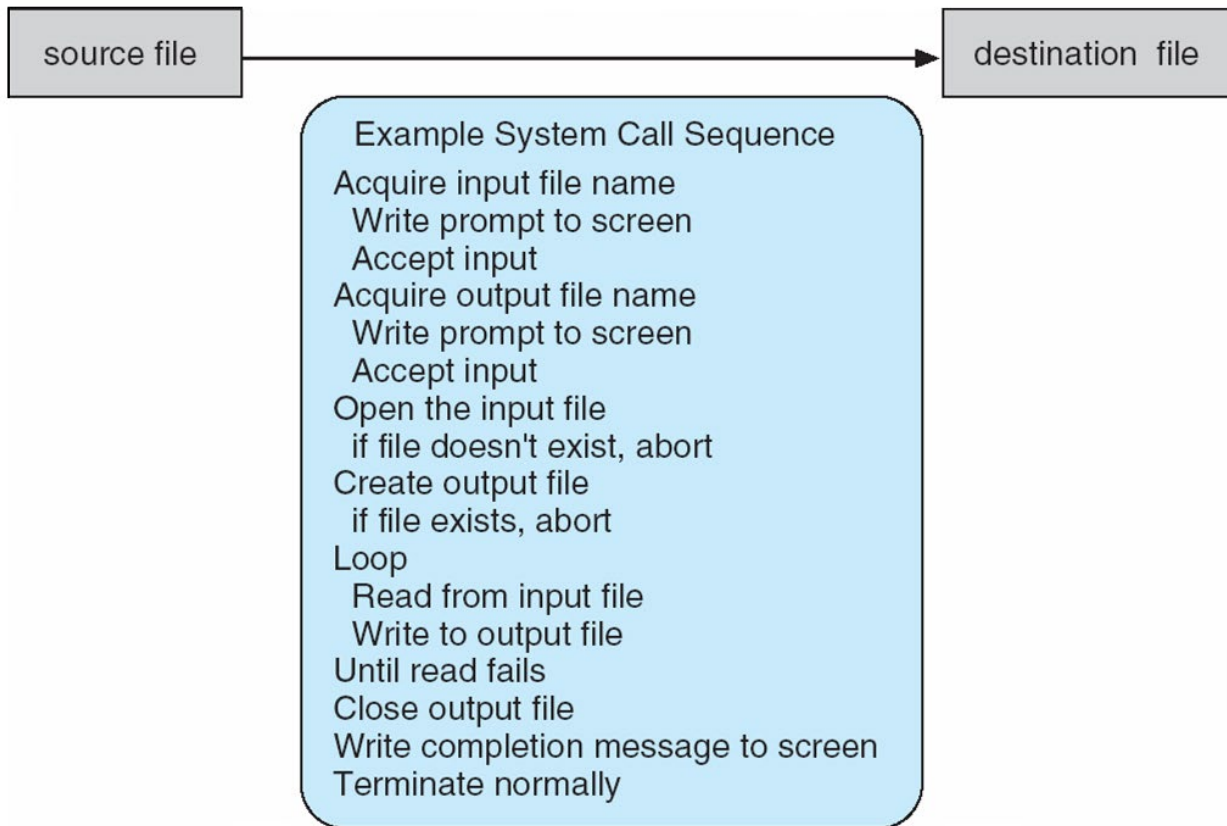 source file
destination file
Example System Call Sequence
Acquire input file name
Write prompt to screen
Accept input
Acquire output file name
Write prompt to screen
Accept input
Open the input file
if file doesn't exist, abort
Create output file
if file exists, abort
Loop
Read from input file
Write to output file
Until read fails
Close output file
Write completion message to screen
Terminate normally